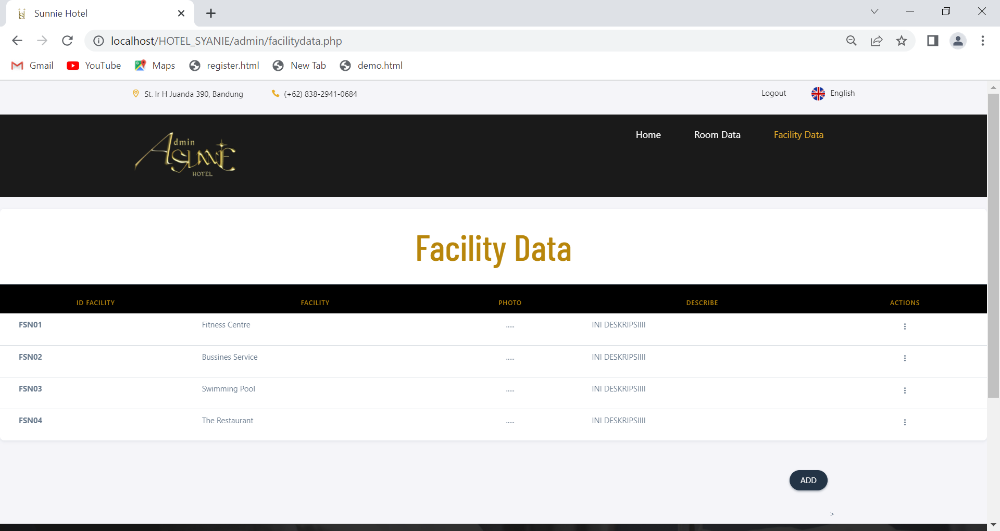 Sunnie Hotel
localhost/HOTEL_SYANIE/admin/facilitydata.php
Gmail YouTube Maps register.html New Tab demo.html
St. Ir H Juanda 390, Bandung (+62) 838-2941-0684 Logout English
Admin
SUNNIE
HOTEL
Home Room Data Facility Data
Facility Data
ID FACILITY FACILITY PHOTO DESCRIBE ACTIONS
FSN01 Fitness Centre ..... INI DESKRIPSIIII
FSN02 Bussines Service ..... INI DESKRIPSIIII
FSN03 Swimming Pool ..... INI DESKRIPSIIII
FSN04 The Restaurant ..... INI DESKRIPSIIII
ADD
>